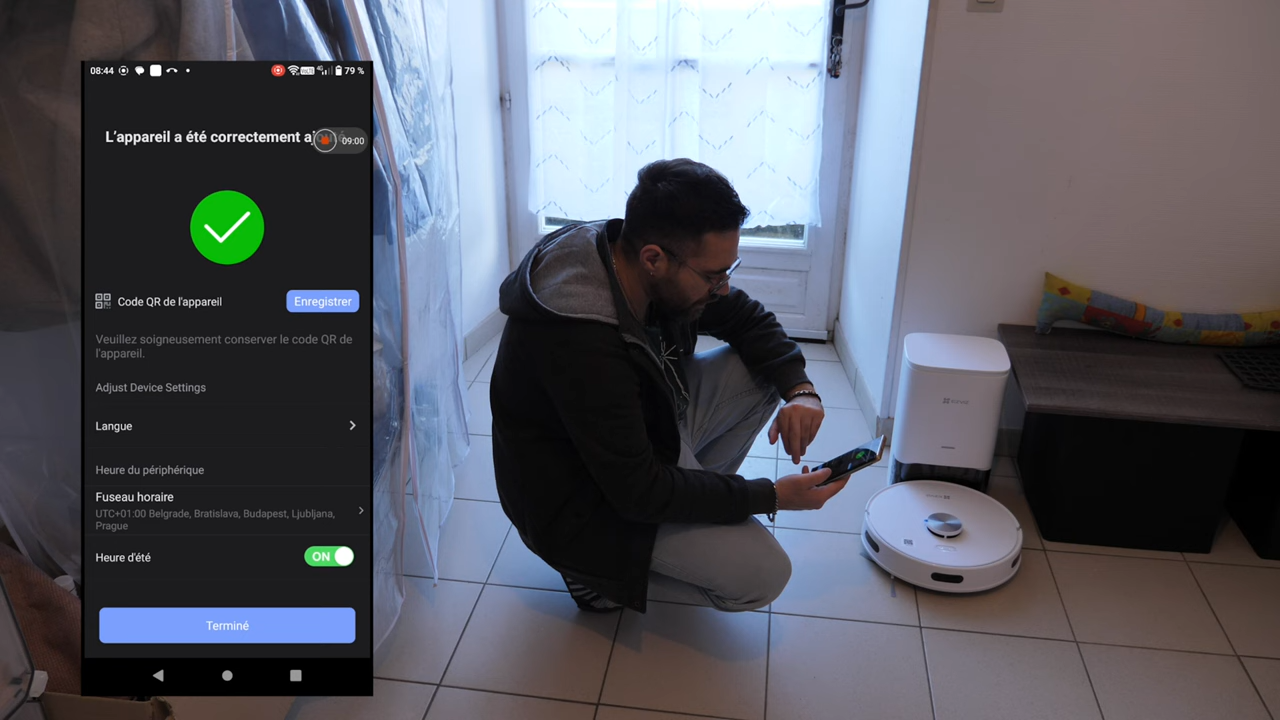 08:44
79 %
L'appareil a été correctement aj
09:00
Code QR de l'appareil
Enregistrer
Veuillez soigneusement conserver le code QR de
l'appareil.
Adjust Device Settings
Langue
Heure du périphérique
Fuseau horaire
UTC+01:00 Belgrade, Bratislava, Budapest, Ljubljana,
Prague
Heure d'été
ON
Terminé